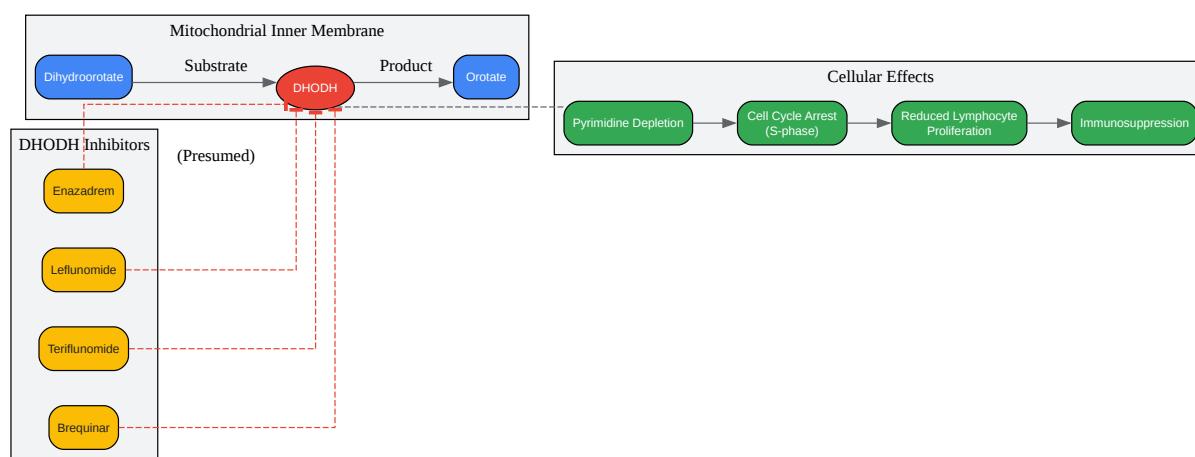 Mitochondrial Inner Membrane
Dihydroorotate
Substrate
DHODH
Product
Orotate
Cellular Effects
Pyrimidine Depletion
Cell Cycle Arrest
(S-phase)
Reduced Lymphocyte
Proliferation
Immunosuppression
DHODH Inhibitors
(Presumed)
Enazadrem
Leflunomide
Teriflunomide
Brequinar